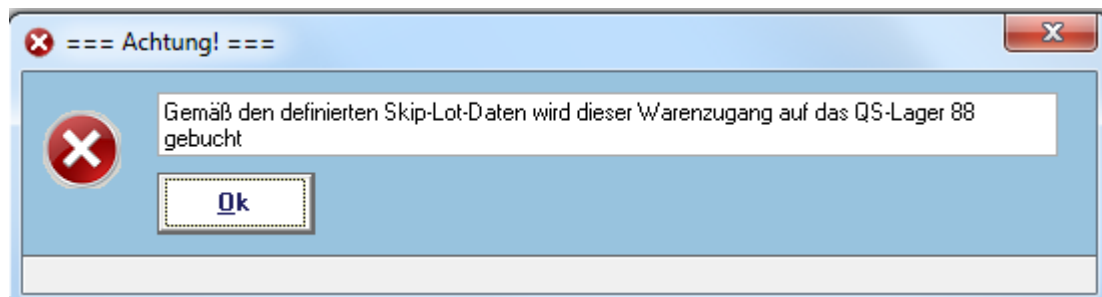 === Achtung! ===
Gemäß den definierten Skip-Lot-Daten wird dieser Warenzugang auf das QS-Lager 88
gebucht
Ok